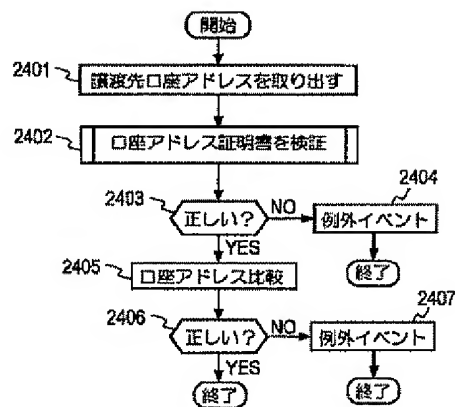 開始
2401
譲渡先口座アドレスを取り出す
2402
口座アドレス証明書を検証
2403
正しい?
NO
2404
例外イベント
YES
終了
2405
口座アドレス比較
2406
正しい?
NO
2407
例外イベント
YES
終了
終了